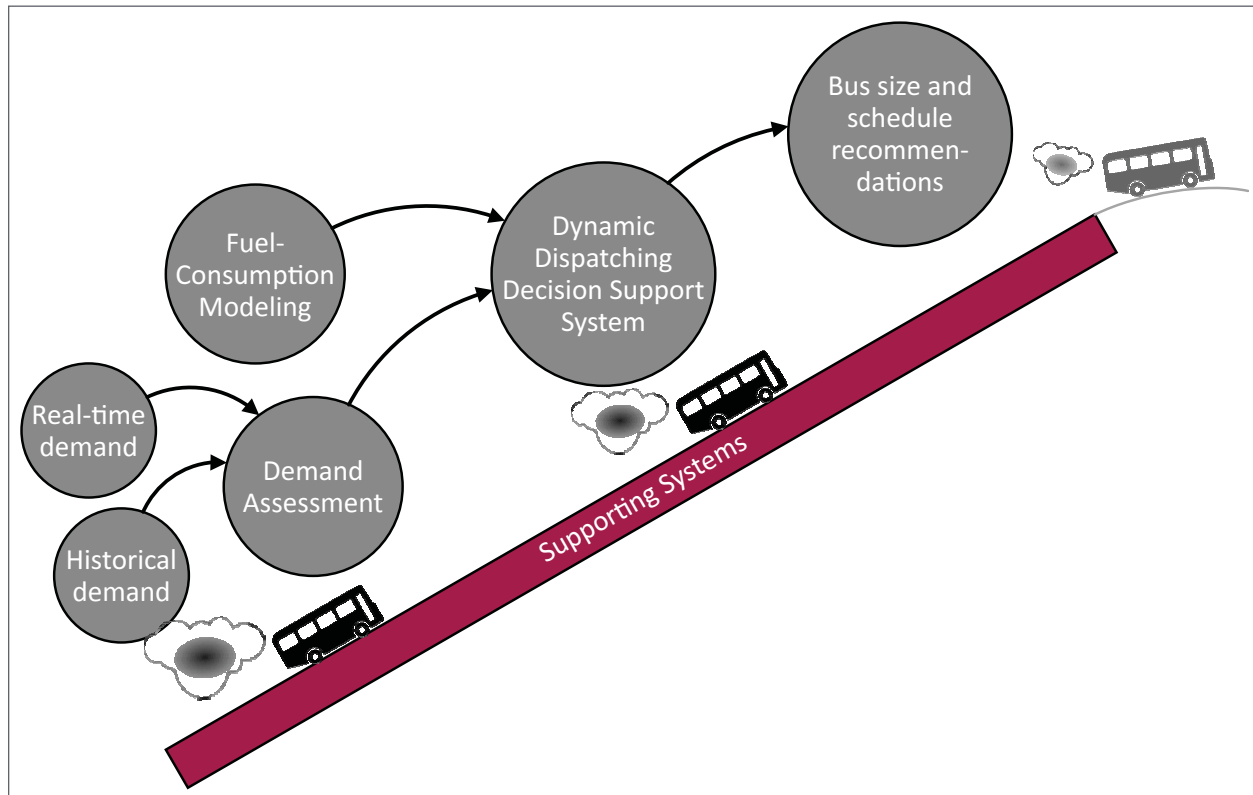 Bus size and
schedule
recommen-
dations
Dynamic
Dispatching
Decision Support
System
Fuel-
Consumption
Modeling
Real-time
demand
Demand
Assessment
Historical
demand
Supporting Systems